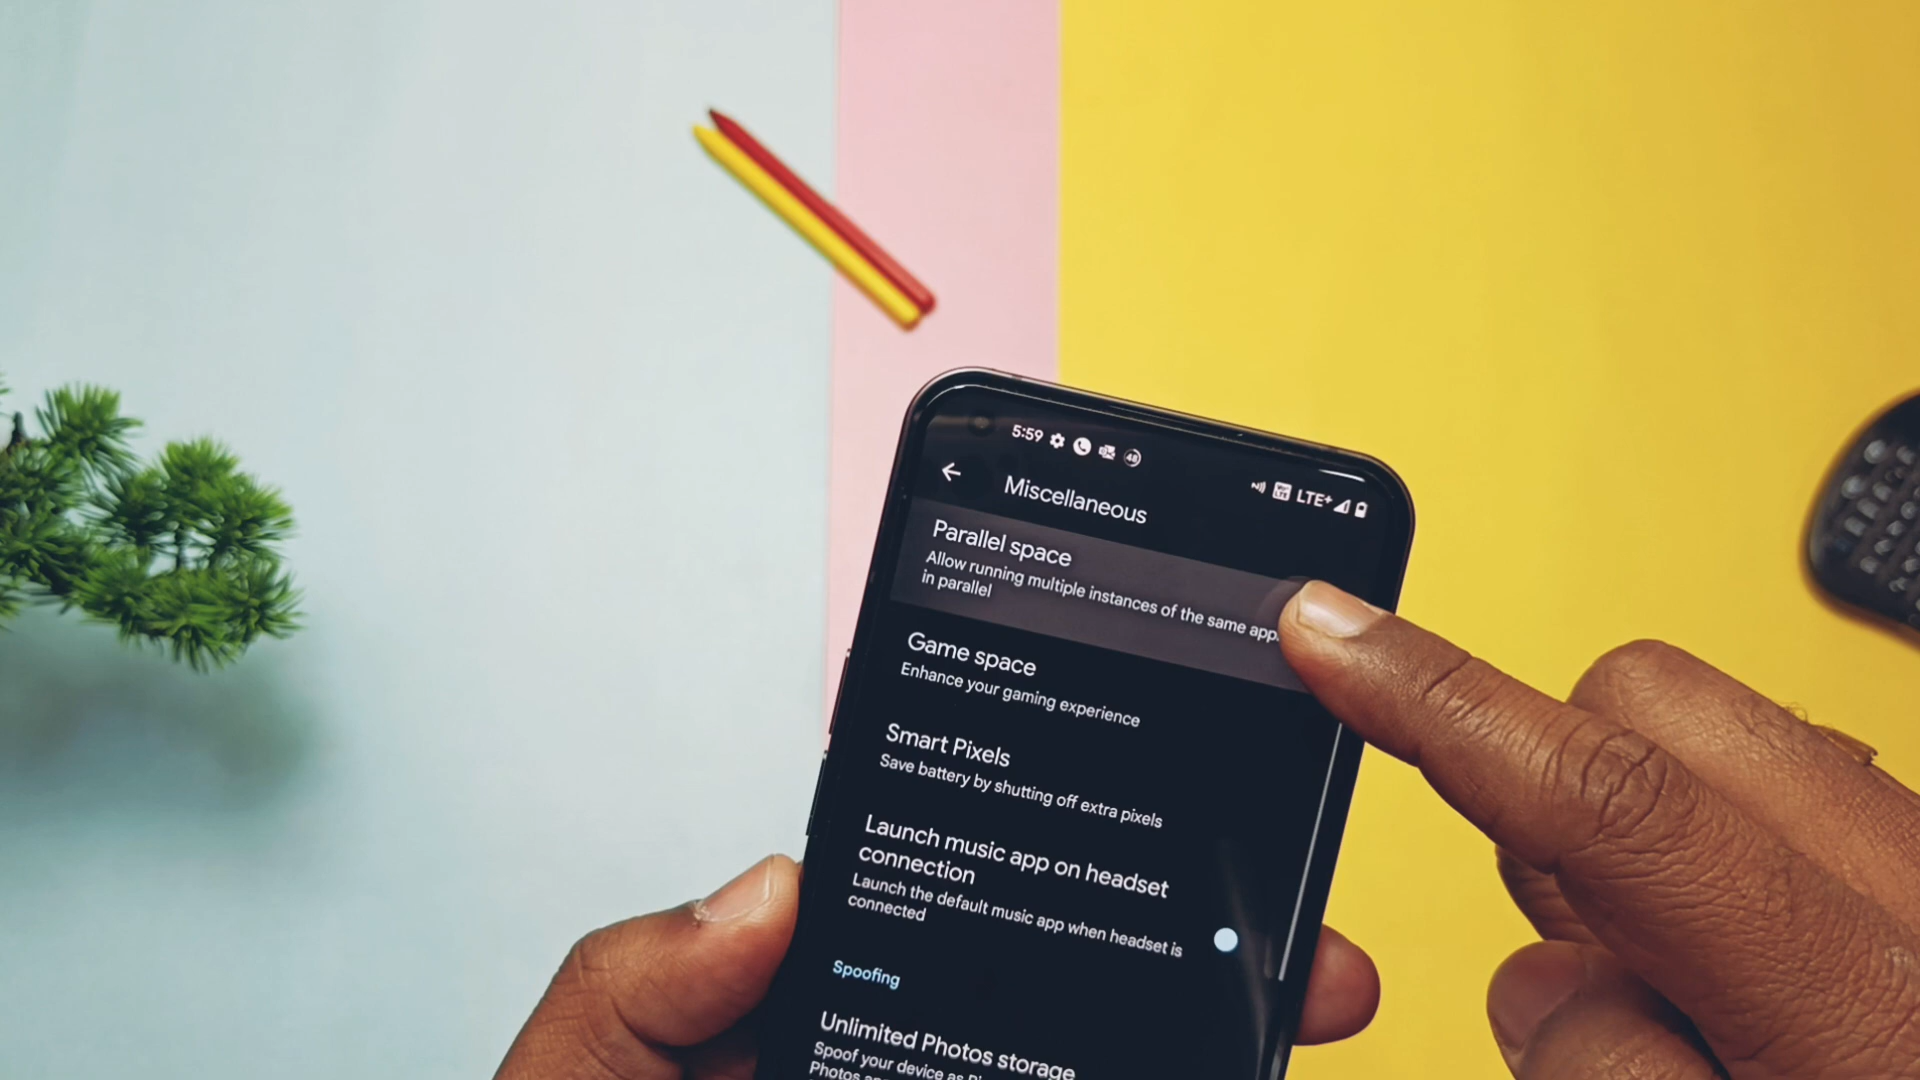 5:59
48
LTE+
Miscellaneous
Parallel space
Allow running multiple instances of the same app
in parallel
Game space
Enhance your gaming experience
Smart Pixels
Save battery by shutting off extra pixels
Launch music app on headset
connection
Launch the default music app when headset is
connected
Spoofing
Unlimited Photos storage
Spoof your device as
Photos